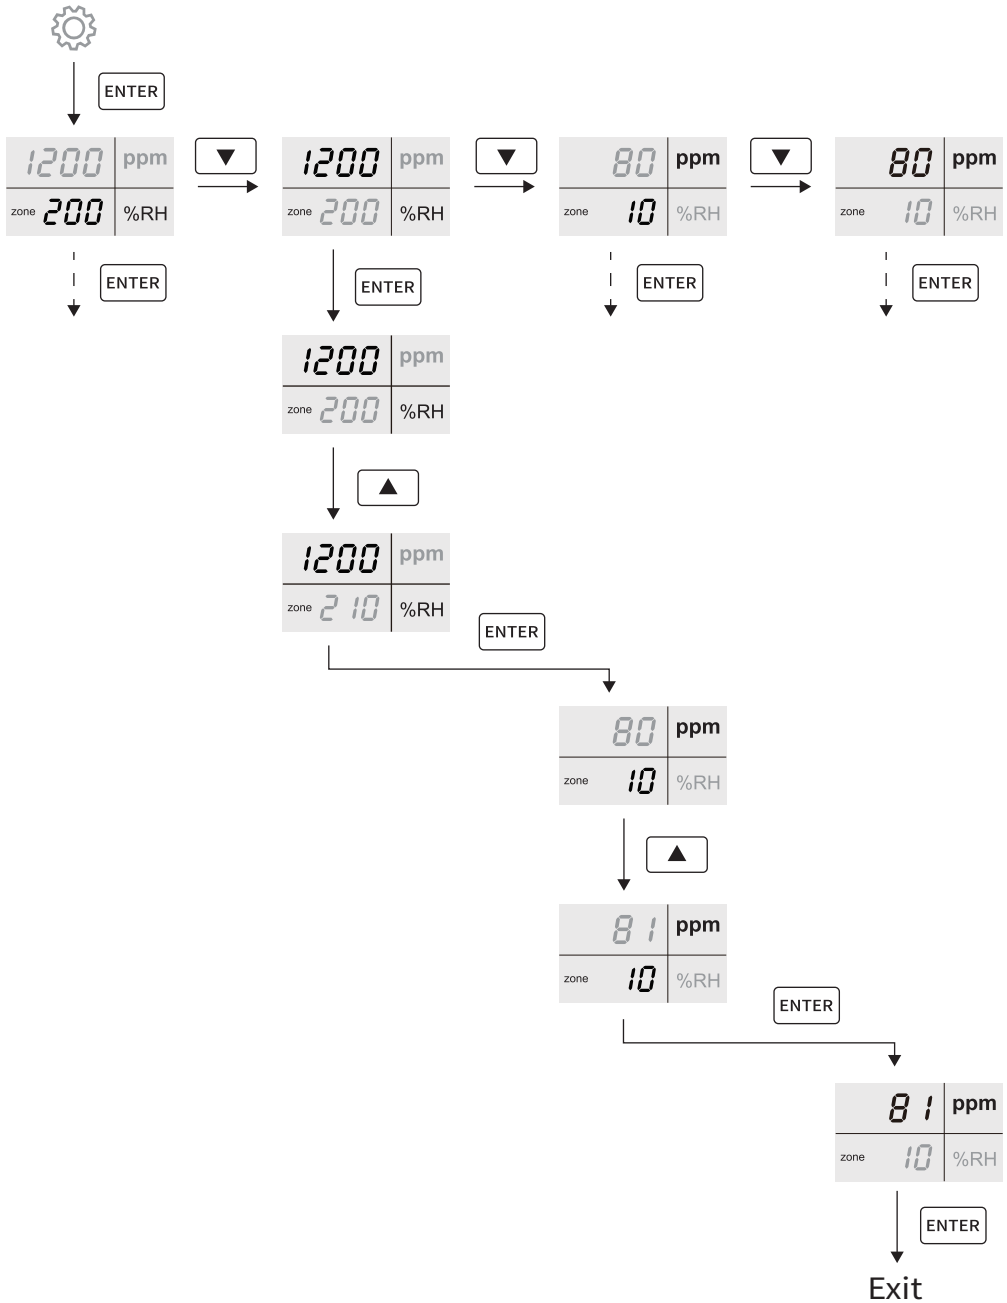 ENTER
1200 ppm 1200 ppm 80 ppm 80 ppm
zone 200 %RH zone 200 %RH zone 10 %RH zone 10 %RH
ENTER ENTER ENTER ENTER
1200 ppm
zone 200 %RH
1200 ppm
zone 210 %RH
ENTER
80 ppm
zone 10 %RH
81 ppm
zone 10 %RH
ENTER
81 ppm
zone 10 %RH
ENTER
Exit